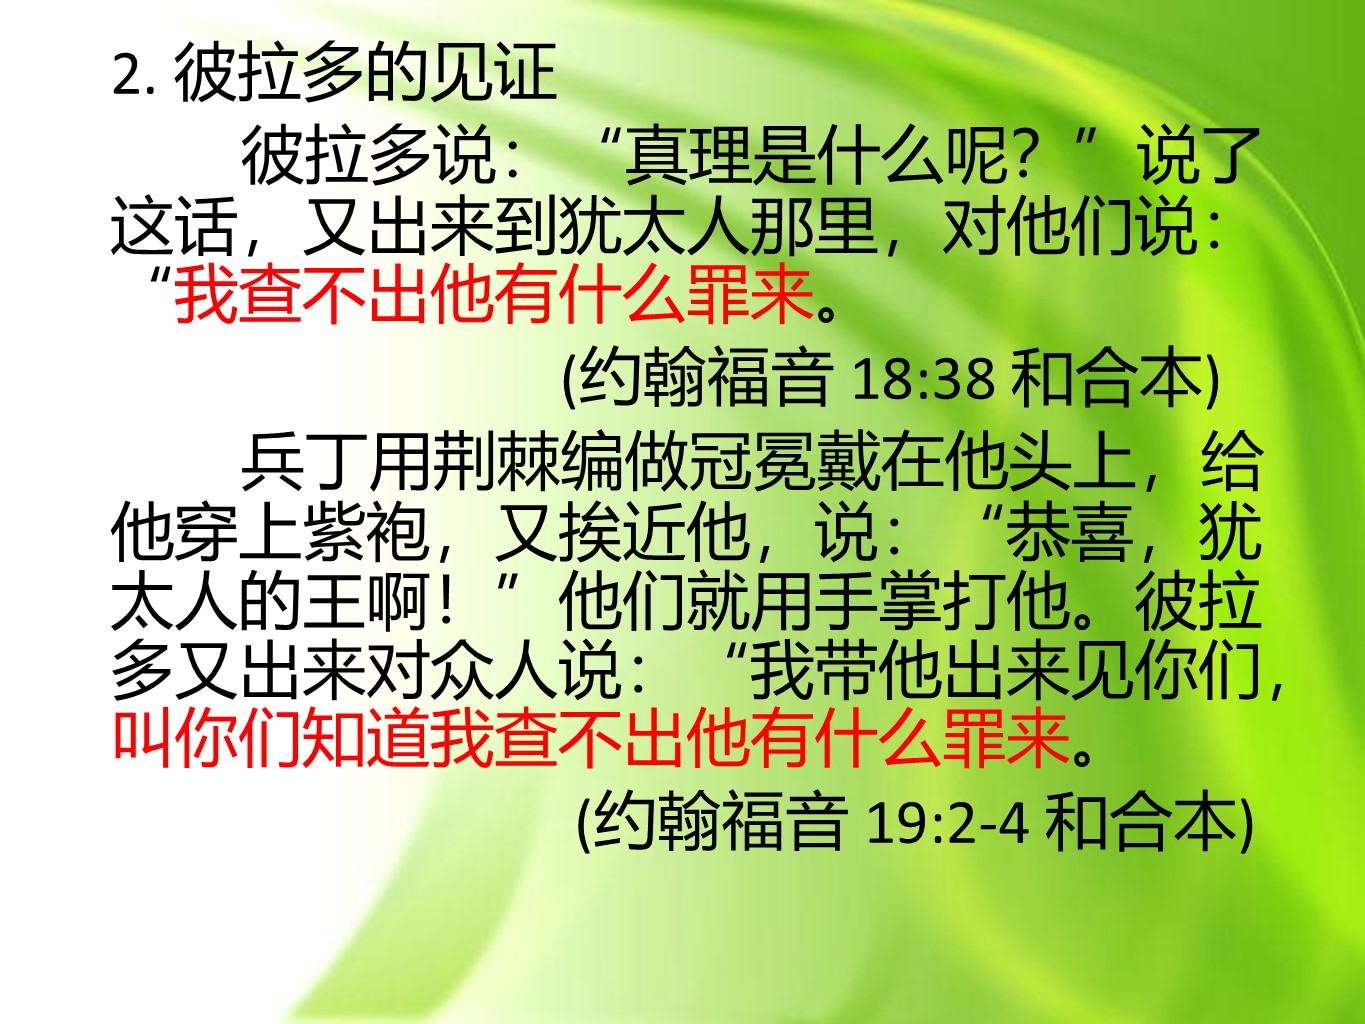 2. 彼拉多的见证
彼拉多说：“真理是什么呢？”说了
这话，又出来到犹太人那里，对他们说：
“我查不出他有什么罪来。
(约翰福音 18:38 和合本)
兵丁用荆棘编做冠冕戴在他头上，给
他穿上紫袍，又挨近他，说：“恭喜，犹
太人的王啊！”他们就用手掌打他。彼拉
多又出来对众人说：“我带他出来见你们，
叫你们知道我查不出他有什么罪来。
(约翰福音 19:2-4 和合本)